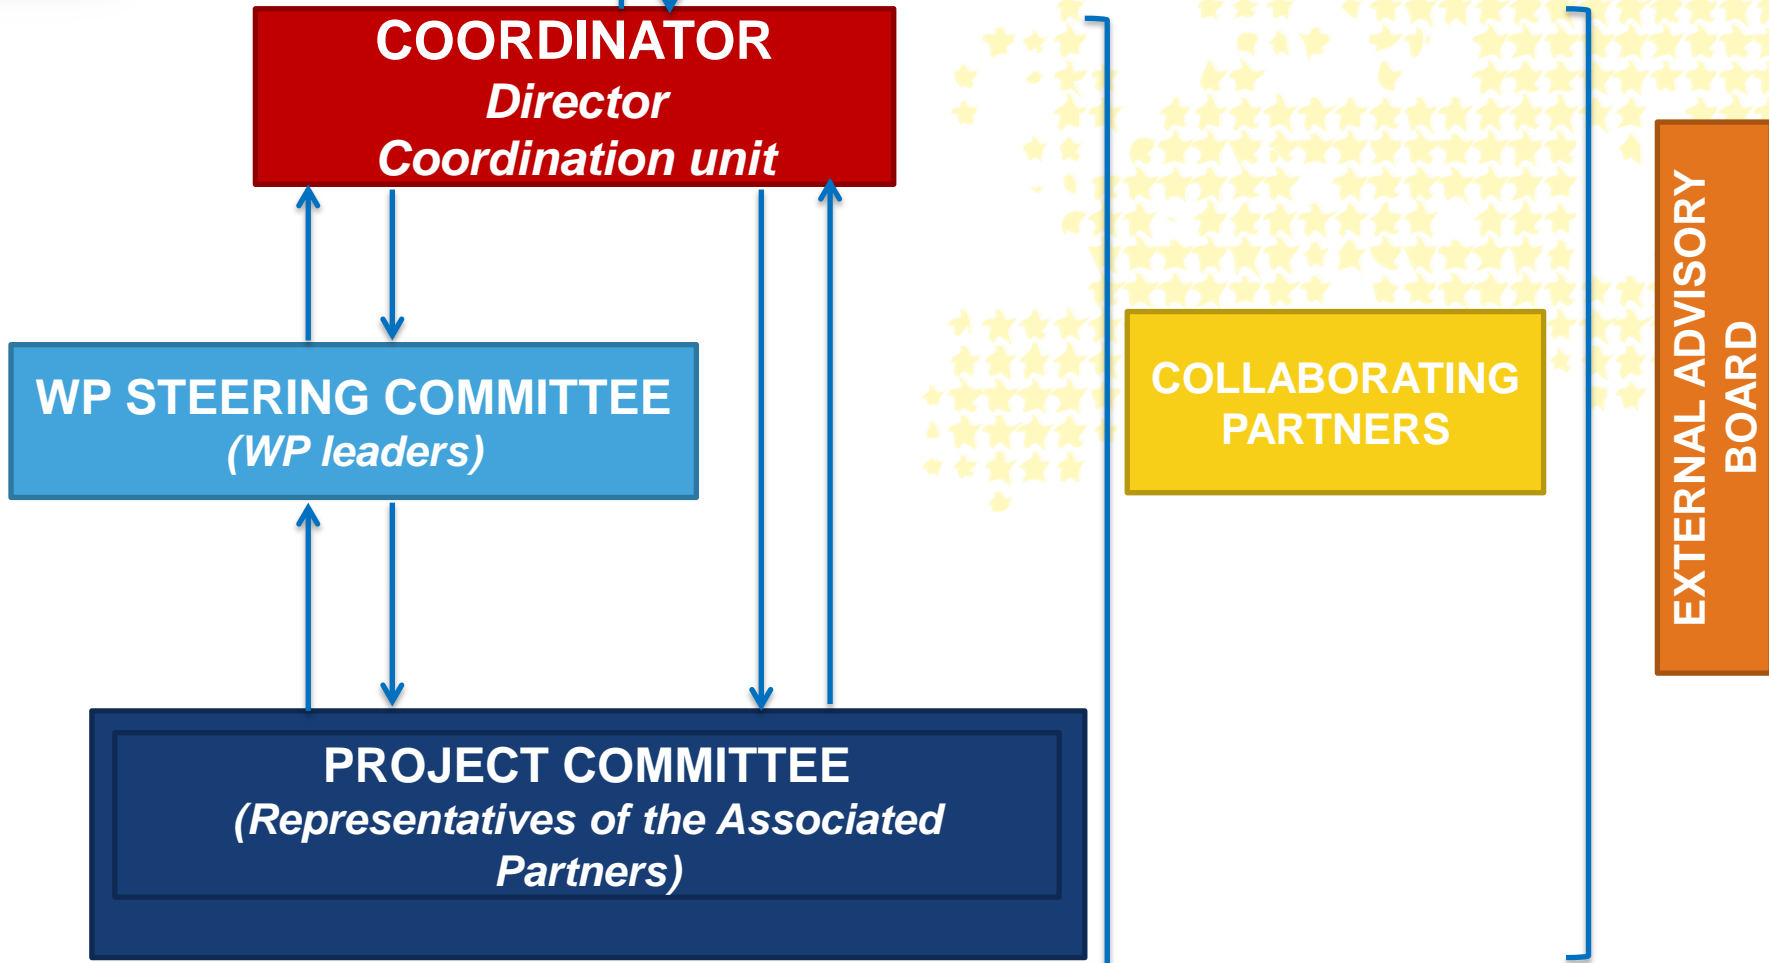 COORDINATOR
Director
Coordination unit
WP STEERING COMMITTEE
(WP leaders)
PROJECT COMMITTEE
(Representatives of the Associated
Partners)
COLLABORATING
PARTNERS
EXTERNAL ADVISORY
BOARD